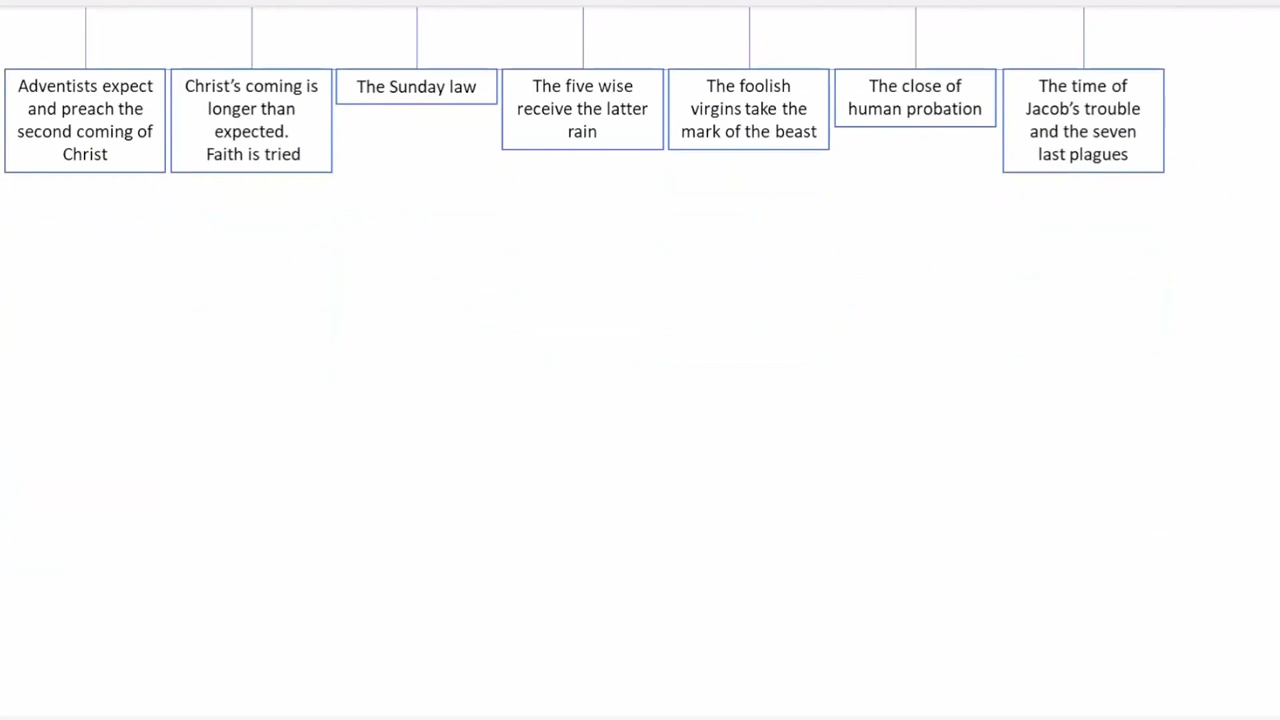 Adventists expect
and preach the
second coming of
Christ
Christ’s coming is
longer than
expected.
Faith is tried
The Sunday law
The five wise
receive the latter
rain
The foolish
virgins take the
mark of the beast
The close of
human probation
The time of
Jacob’s trouble
and the seven
last plagues